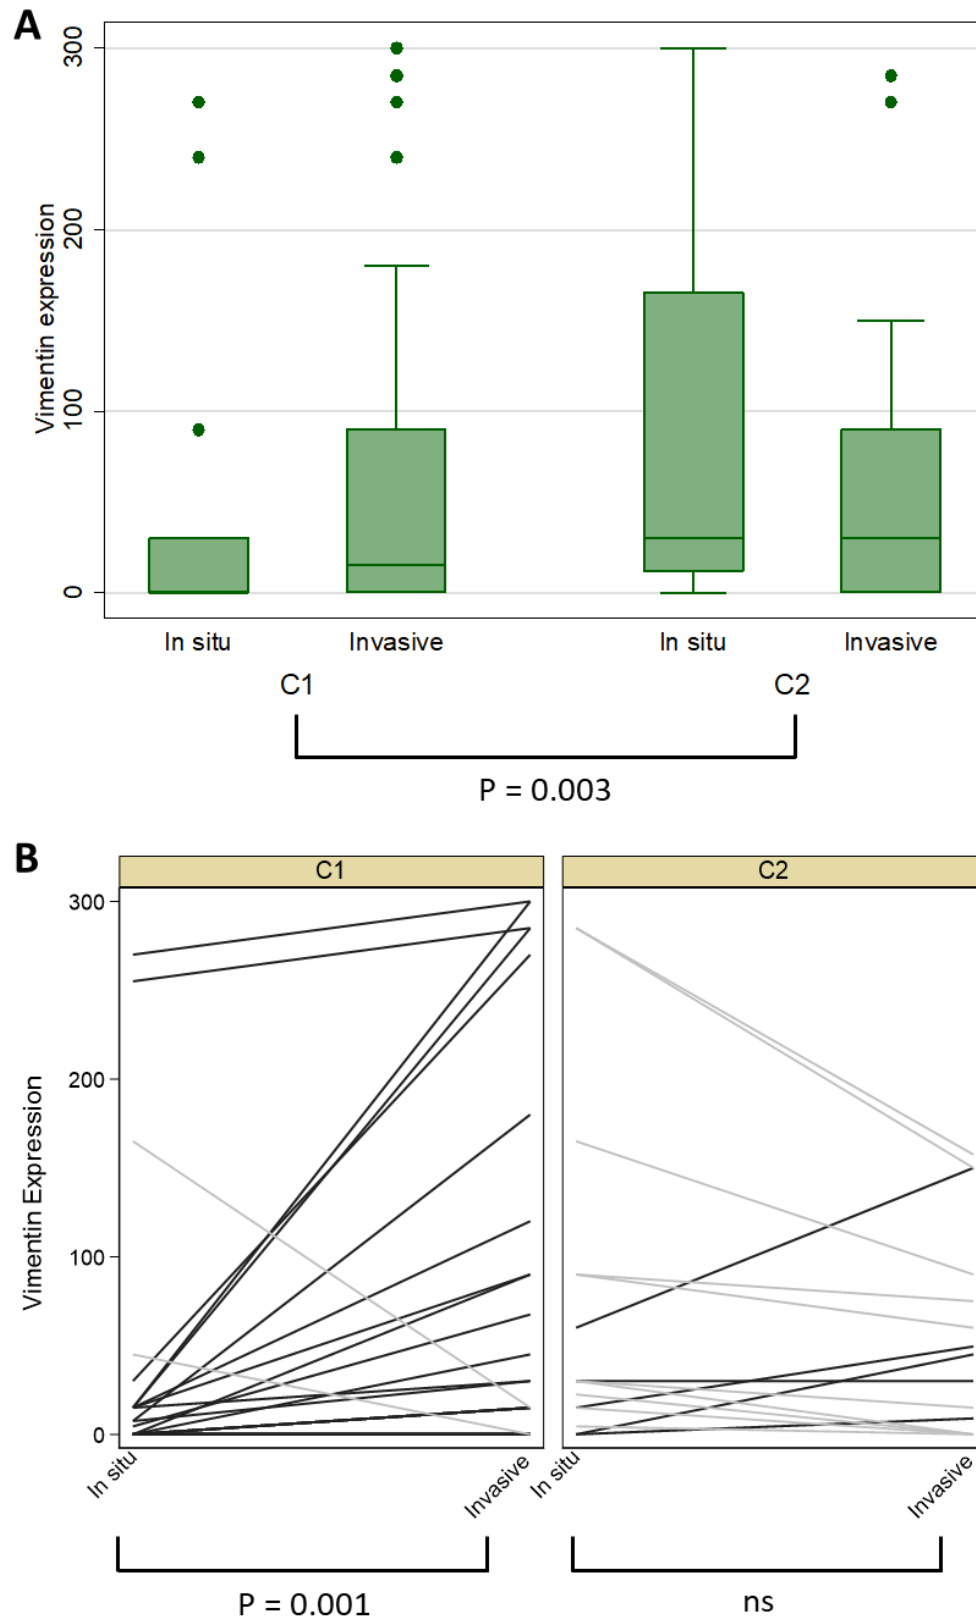 A
Vimentin expression
300
200
100
0
In situ Invasive In situ Invasive
C1 C2
P = 0.003
B
C1 C2
Vimentin Expression
300
200
100
0
In situ Invasive In situ Invasive
P = 0.001 ns